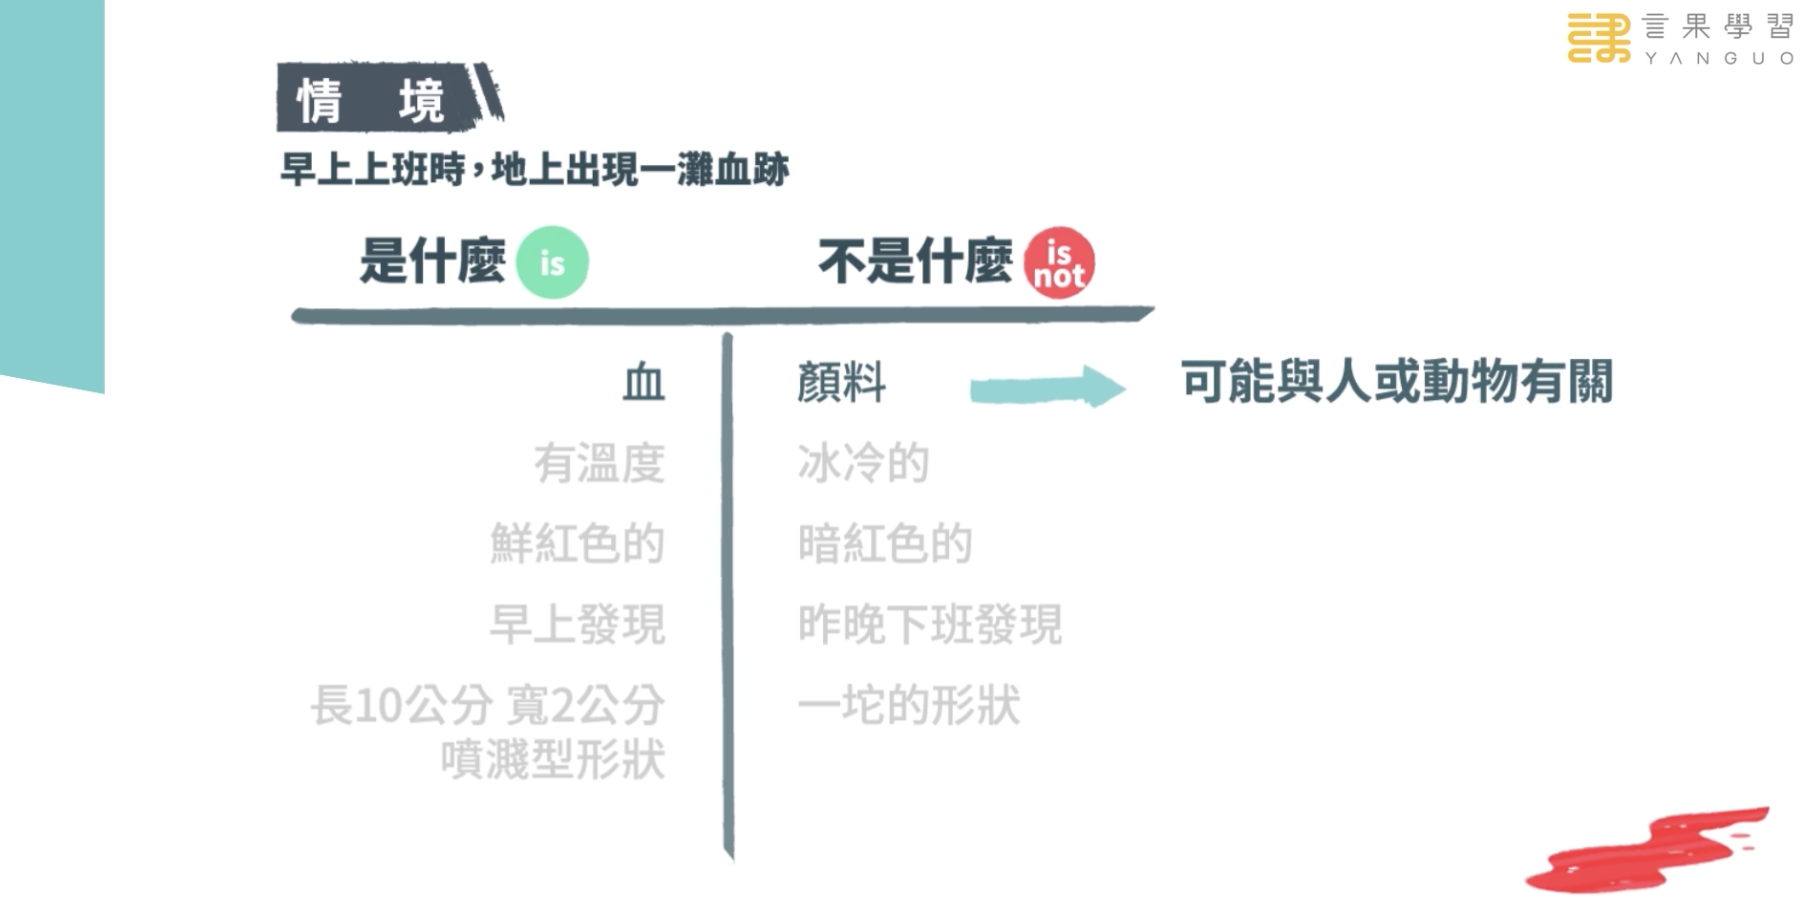 言果學習
YANGUO
情 境
早上上班時，地上出現一灘血跡
是什麼 is
不是什麼 is not
血
顏料
可能與人或動物有關
有溫度
冰冷的
鮮紅色的
暗紅色的
早上發現
昨晚下班發現
長10公分 寬2公分
噴濺型形狀
一坨的形狀